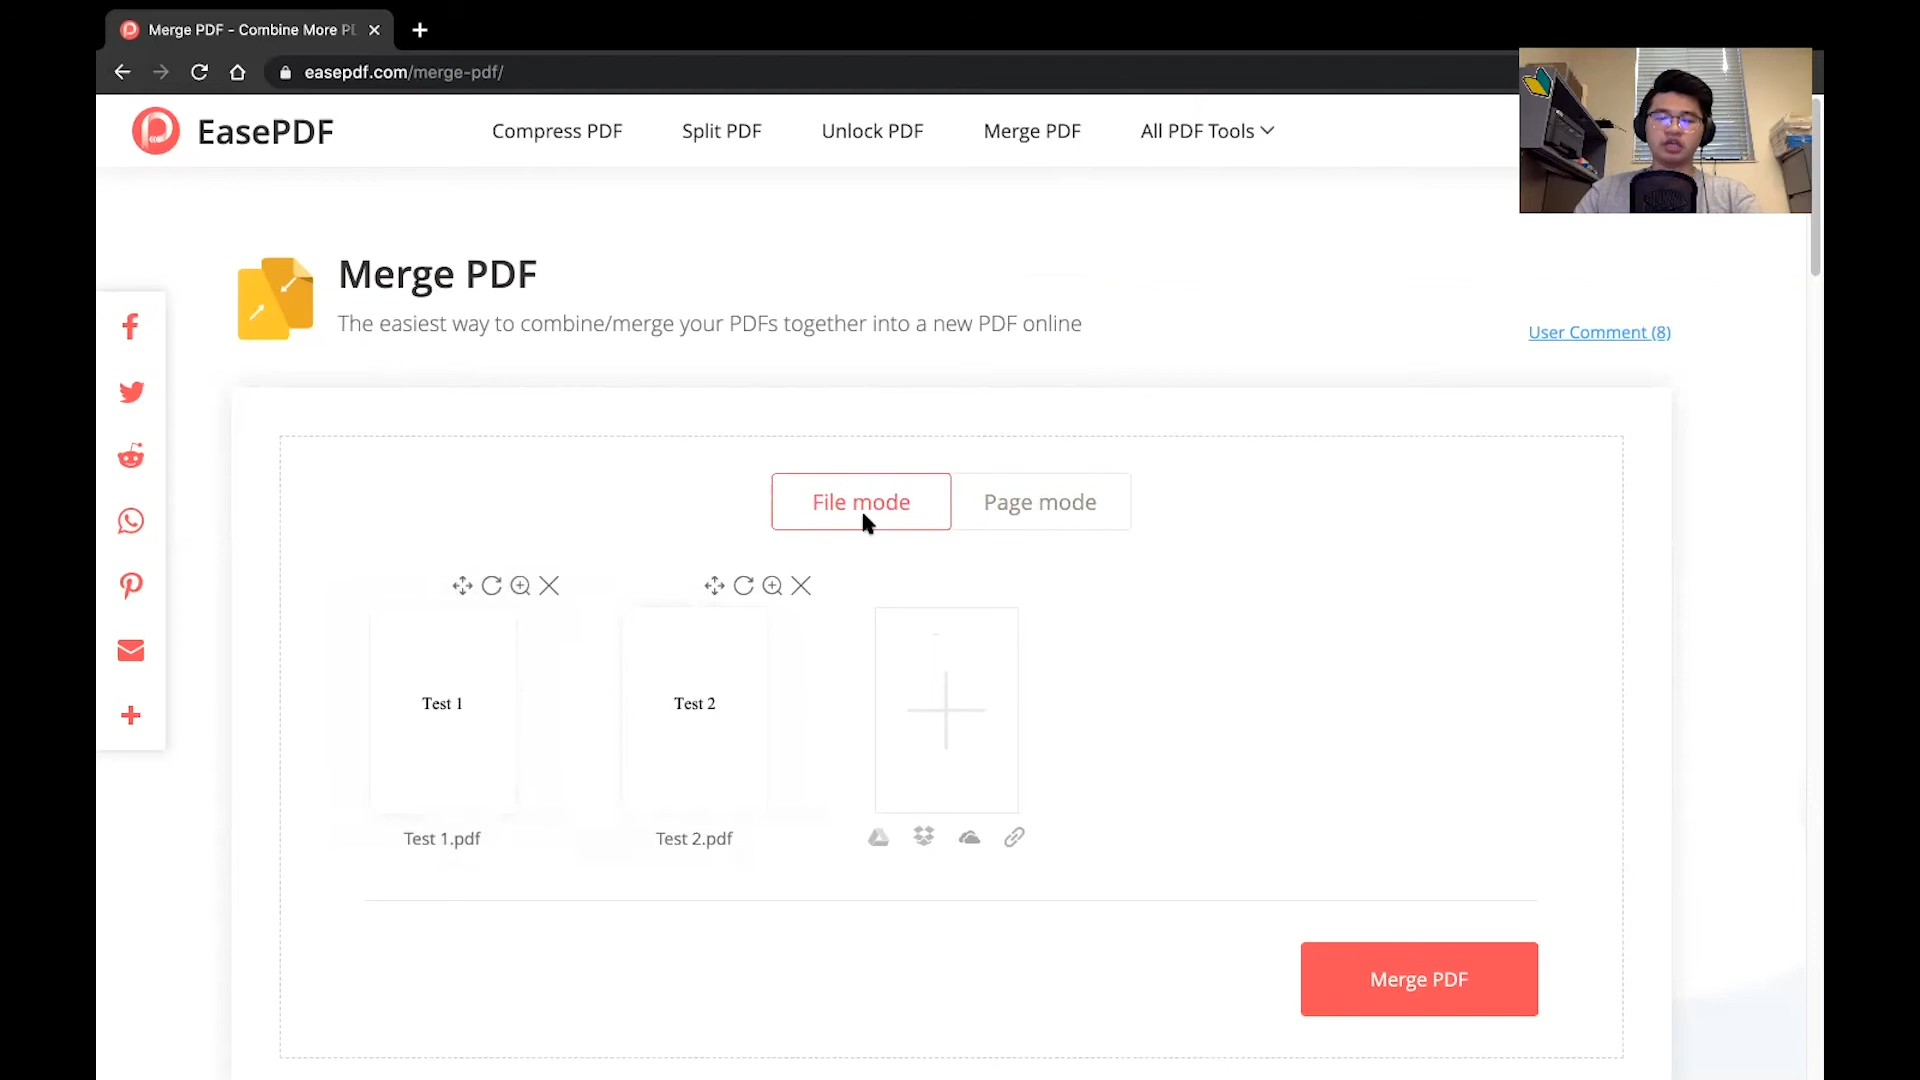 Merge PDF - Combine More PD
easepdf.com/merge-pdf/
EasePDF
Compress PDF
Split PDF
Unlock PDF
Merge PDF
All PDF Tools
Merge PDF
The easiest way to combine/merge your PDFs together into a new PDF online
User Comment (8)
File mode
Page mode
Test 1
Test 2
Test 1.pdf
Test 2.pdf
Merge PDF